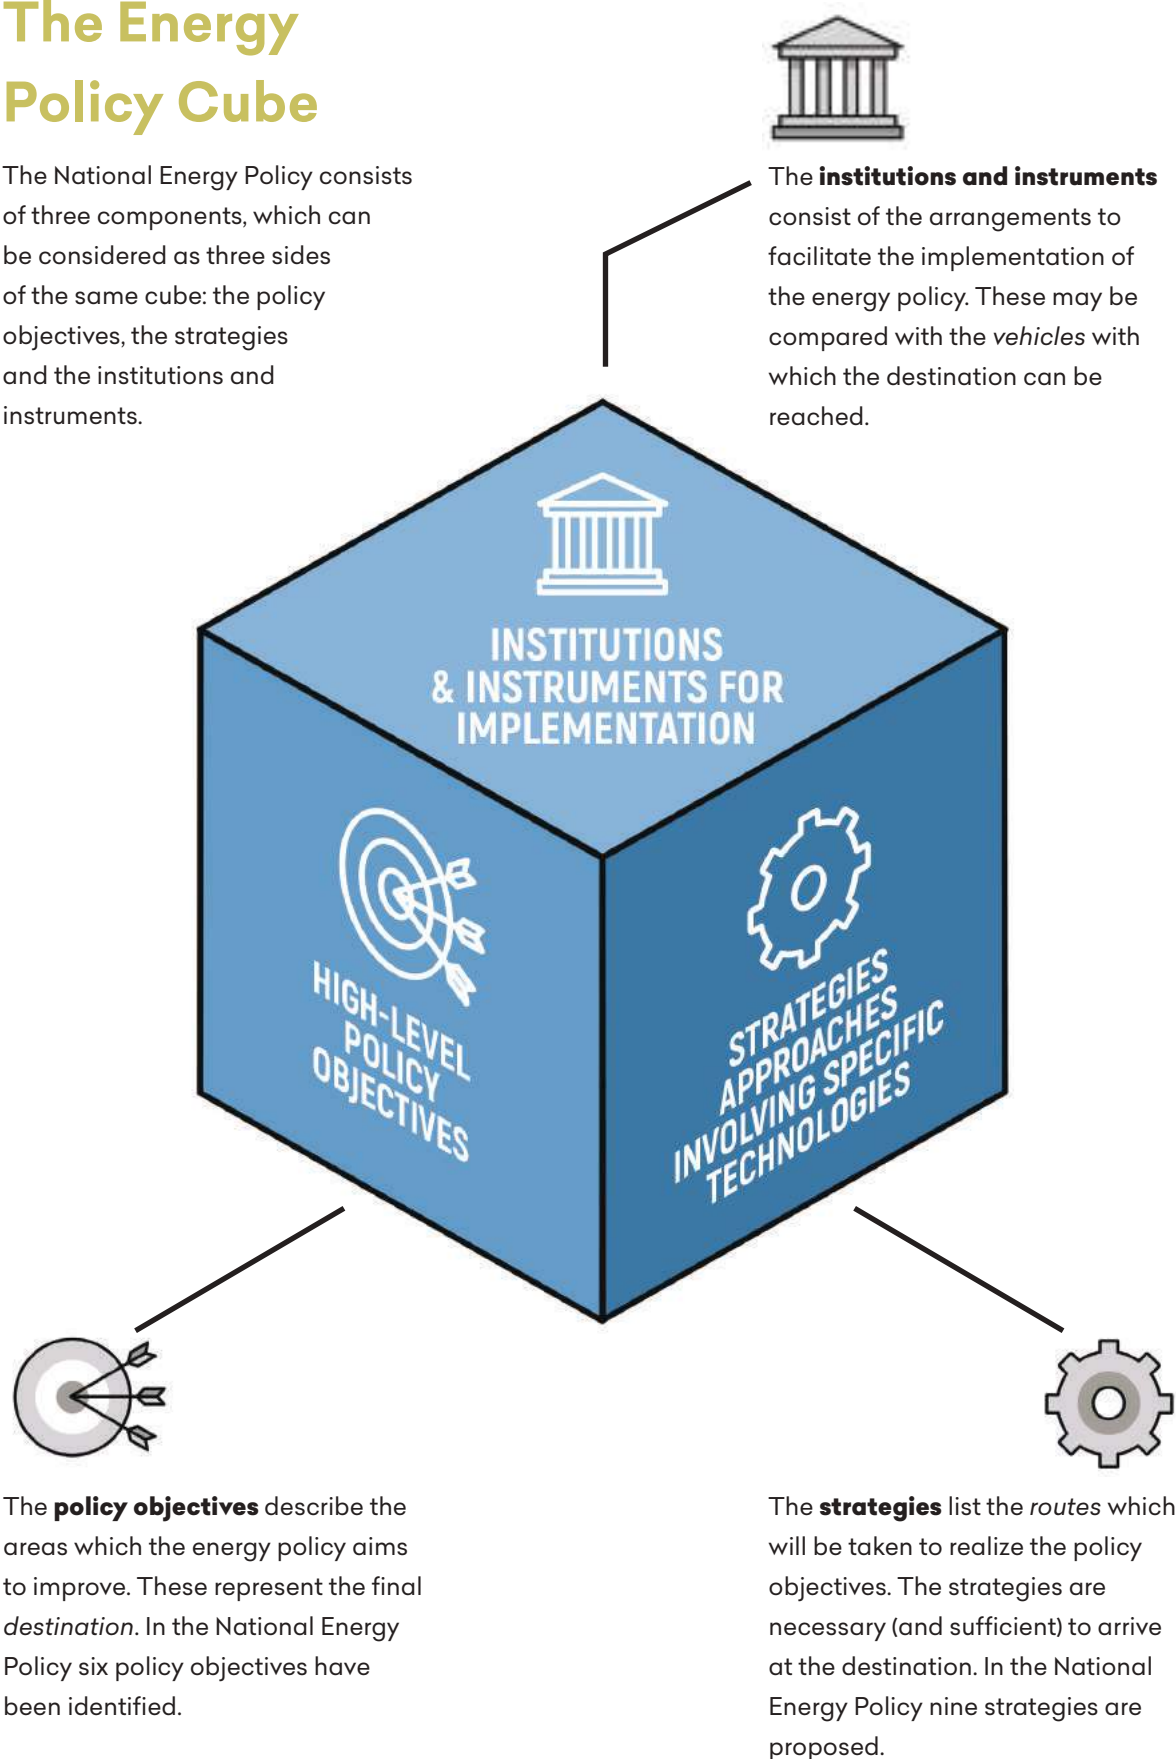 The Energy
Policy Cube
The National Energy Policy consists
of three components, which can
be considered as three sides
of the same cube: the policy
objectives, the strategies
and the institutions and
instruments.
The institutions and instruments
consist of the arrangements to
facilitate the implementation of
the energy policy. These may be
compared with the vehicles with
which the destination can be
reached.
INSTITUTIONS
& INSTRUMENTS FOR
IMPLEMENTATION
HIGH-LEVEL
POLICY
OBJECTIVES
STRATEGIES
APPROACHES
INVOLVING SPECIFIC
TECHNOLOGIES
The policy objectives describe the
areas which the energy policy aims
to improve. These represent the final
destination. In the National Energy
Policy six policy objectives have
been identified.
The strategies list the routes which
will be taken to realize the policy
objectives. The strategies are
necessary (and sufficient) to arrive
at the destination. In the National
Energy Policy nine strategies are
proposed.